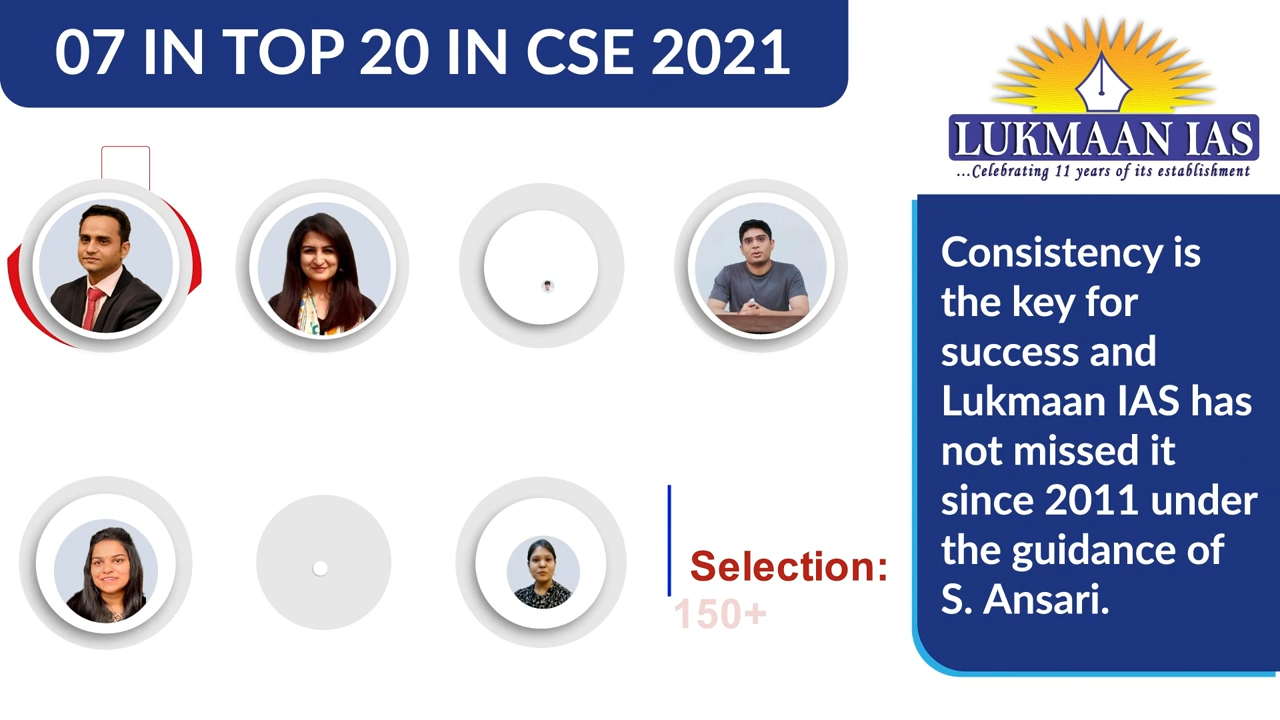 07 IN TOP 20 IN CSE 2021
LUKMAAN IAS
...Celebrating 11 years of its establishment
Consistency is
the key for
success and
Lukmaan IAS has
not missed it
since 2011 under
the guidance of
S. Ansari.
Selection:
150+